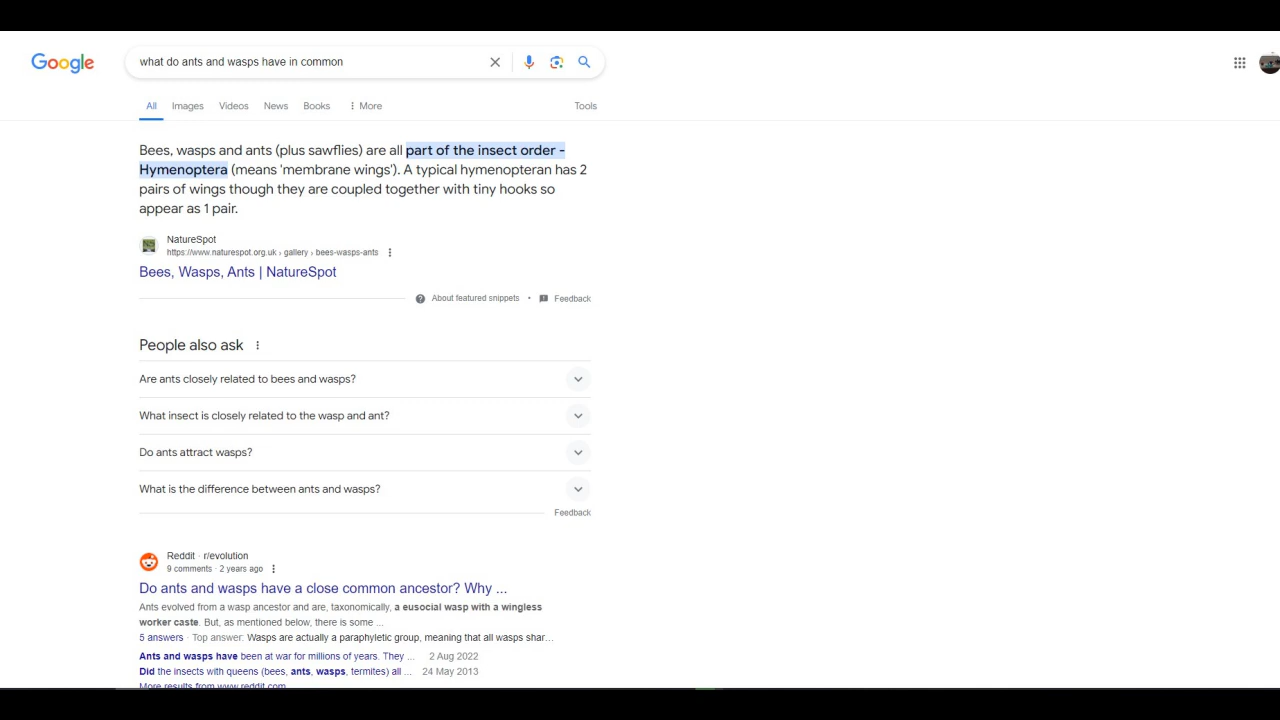 Google
what do ants and wasps have in common
All Images Videos News Books More Tools
Bees, wasps and ants (plus sawflies) are all part of the insect order -
Hymenoptera (means 'membrane wings'). A typical hymenopteran has 2
pairs of wings though they are coupled together with tiny hooks so
appear as 1 pair.
NatureSpot
https://www.naturespot.org.uk › gallery › bees-wasps-ants
Bees, Wasps, Ants | NatureSpot
About featured snippets • Feedback
People also ask
Are ants closely related to bees and wasps?
What insect is closely related to the wasp and ant?
Do ants attract wasps?
What is the difference between ants and wasps?
Feedback
Reddit · r/evolution
9 comments · 2 years ago
Do ants and wasps have a close common ancestor? Why ...
Ants evolved from a wasp ancestor and are, taxonomically, a eusocial wasp with a wingless
worker caste. But, as mentioned below, there is some ...
5 answers · Top answer: Wasps are actually a paraphyletic group, meaning that all wasps shar...
Ants and wasps have been at war for millions of years. They ... 2 Aug 2022
Did the insects with queens (bees, ants, wasps, termites) all ... 24 May 2013
More results from www.reddit.com